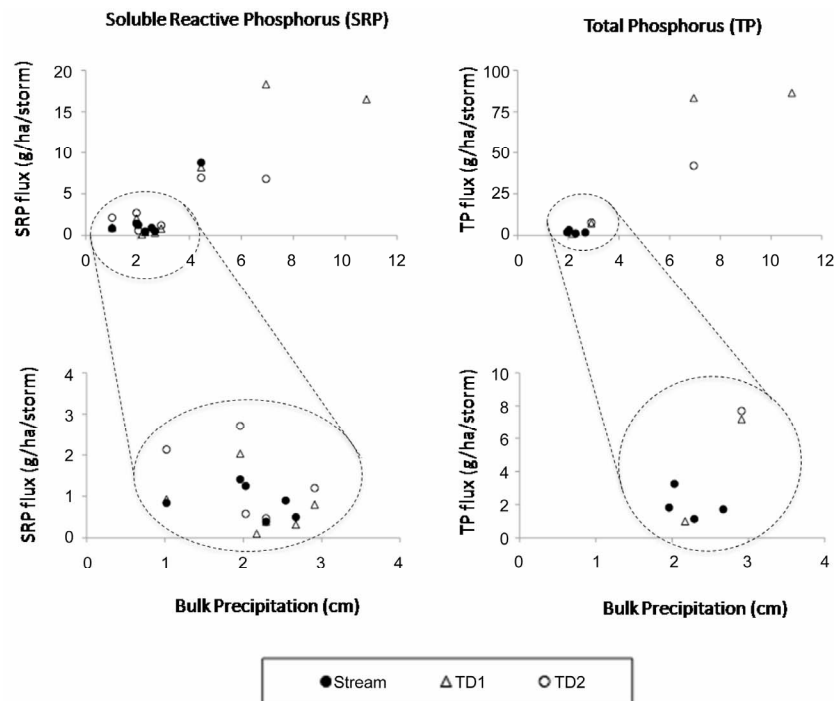 Soluble Reactive Phosphorus (SRP)
Total Phosphorus (TP)
SRP flux (g/ha/storm)
20
15
10
5
0
0 2 4 6 8 10 12
TP flux (g/ha/storm)
100
75
50
25
0
0 2 4 6 8 10 12
SRP flux (g/ha/storm)
4
3
2
1
0
0 1 2 3 4
Bulk Precipitation (cm)
TP flux (g/ha/storm)
10
8
6
4
2
0
0 1 2 3 4
Bulk Precipitation (cm)
Stream TD1 TD2